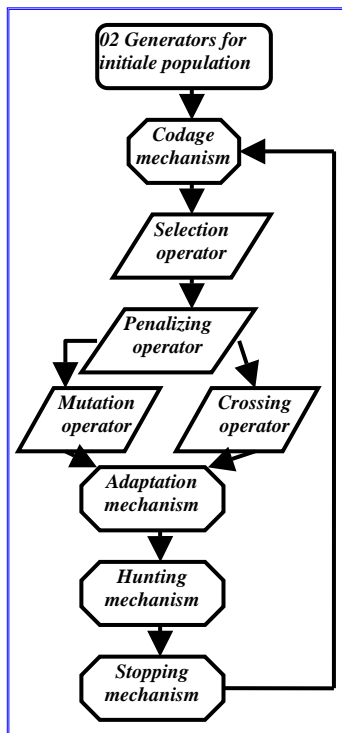 02 Generators for
initiale population
Codage
mechanism
Selection
operator
Penalizing
operator
Mutation
operator
Crossing
operator
Adaptation
mechanism
Hunting
mechanism
Stopping
mechanism